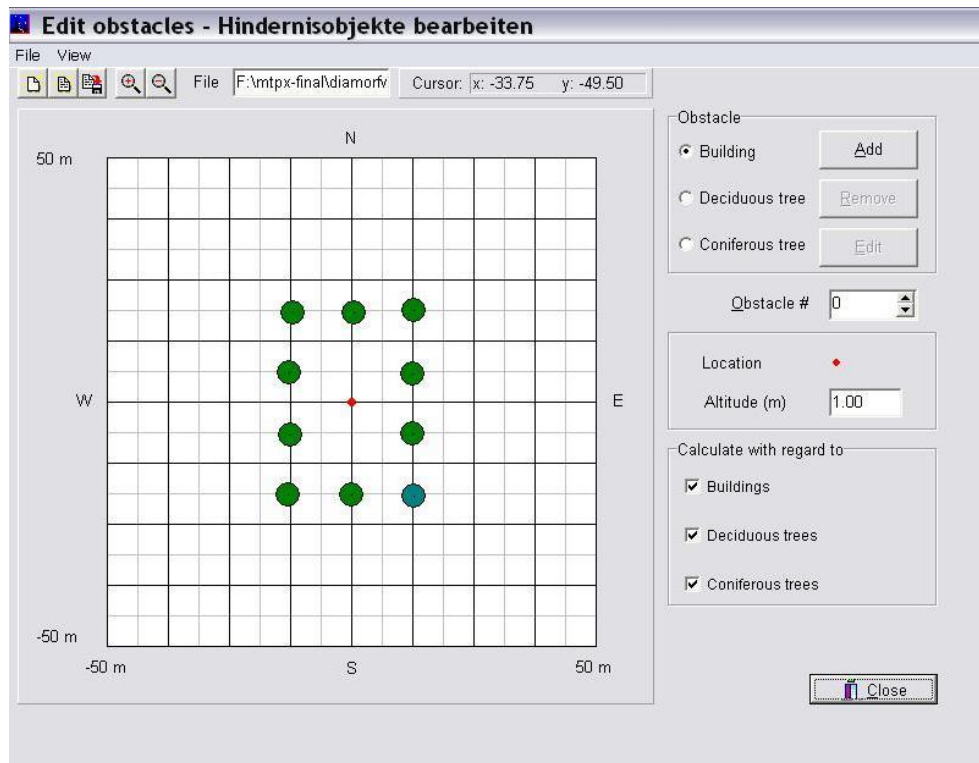 Edit obstacles - Hindernisobjekte bearbeiten
File View
File F:\mtpx-final\diamorfv Cursor: x: -33.75 y: -49.50
Obstacle
Building Add
Deciduous tree Remove
Coniferous tree Edit
Obstacle # 0
Location
Altitude (m) 1.00
Calculate with regard to
Buildings
Deciduous trees
Coniferous trees
Close
N
50 m
W
E
-50 m
-50 m
S
50 m